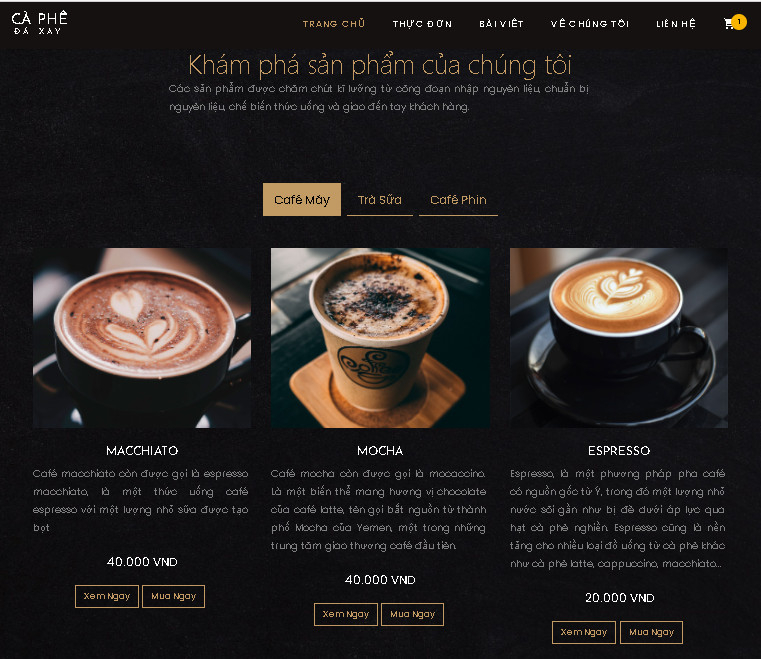 CÀ PHÊ
ĐÁ XAY
TRANG CHỦ
THỰC ĐƠN
BÀI VIẾT
VỀ CHÚNG TÔI
LIÊN HỆ
1
Khám phá sản phẩm của chúng tôi
Các sản phẩm được chăm chút kĩ lưỡng từ công đoạn nhập nguyên liệu, chuẩn bị
nguyên liệu, chế biến thức uống và giao đến tay khách hàng.
Café Máy
Trà Sữa
Café Phin
MACCHIATO
Café macchiato còn được gọi là espresso
macchiato, là một thức uống café
espresso với một lượng nhỏ sữa được tạo
bọt
40.000 VND
Xem Ngay
Mua Ngay
MOCHA
Café mocha còn được gọi là mocaccino.
Là một biến thể mang hương vị chocolate
của café latte, tên gọi bắt nguồn từ thành
phố Mocha của Yemen, một trong những
trung tâm giao thương café đầu tiên.
40.000 VND
Xem Ngay
Mua Ngay
ESPRESSO
Espresso, là một phương pháp pha café
có nguồn gốc từ Ý, trong đó một lượng nhỏ
nước sôi gần như bị đè dưới áp lực qua
hạt cà phê nghiền. Espresso cũng là nền
tảng cho nhiều loại đồ uống từ cà phê khác
như cà phê latte, cappuccino, macchiato...
20.000 VND
Xem Ngay
Mua Ngay